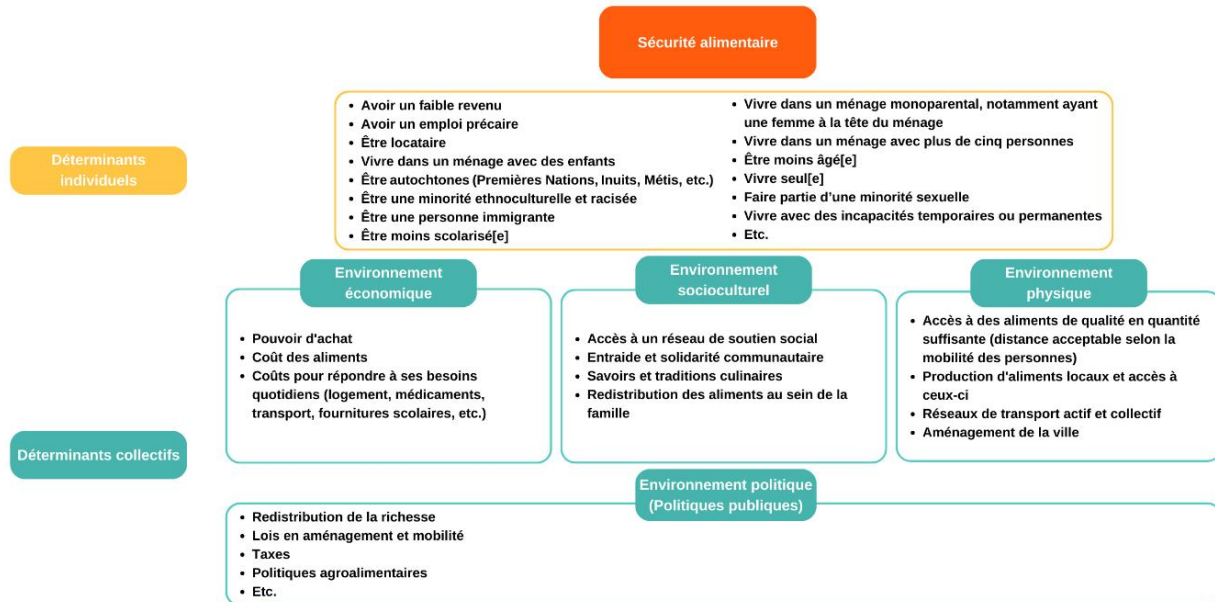 Sécurité alimentaire
Déterminants
individuels
• Avoir un faible revenu
• Avoir un emploi précaire
• Être locataire
• Vivre dans un ménage avec des enfants
• Être autochtones (Premières Nations, Inuits, Métis, etc.)
• Être une minorité ethnoculturelle et racisée
• Être une personne immigrante
• Être moins scolarisé[e]
• Vivre dans un ménage monoparental, notamment ayant
une femme à la tête du ménage
• Vivre dans un ménage avec plus de cinq personnes
• Être moins âgé[e]
• Vivre seul[e]
• Faire partie d'une minorité sexuelle
• Vivre avec des incapacités temporaires ou permanentes
• Etc.
Déterminants collectifs
Environnement
économique
• Pouvoir d'achat
• Coût des aliments
• Coûts pour répondre à ses besoins
quotidiens (logement, médicaments,
transport, fournitures scolaires, etc.)
Environnement
socioculturel
• Accès à un réseau de soutien social
• Entraide et solidarité communautaire
• Savoirs et traditions culinaires
• Redistribution des aliments au sein de la
famille
Environnement
physique
• Accès à des aliments de qualité en quantité
suffisante (distance acceptable selon la
mobilité des personnes)
• Production d'aliments locaux et accès à
ceux-ci
• Réseaux de transport actif et collectif
• Aménagement de la ville
Environnement politique
(Politiques publiques)
• Redistribution de la richesse
• Lois en aménagement et mobilité
• Taxes
• Politiques agroalimentaires
• Etc.